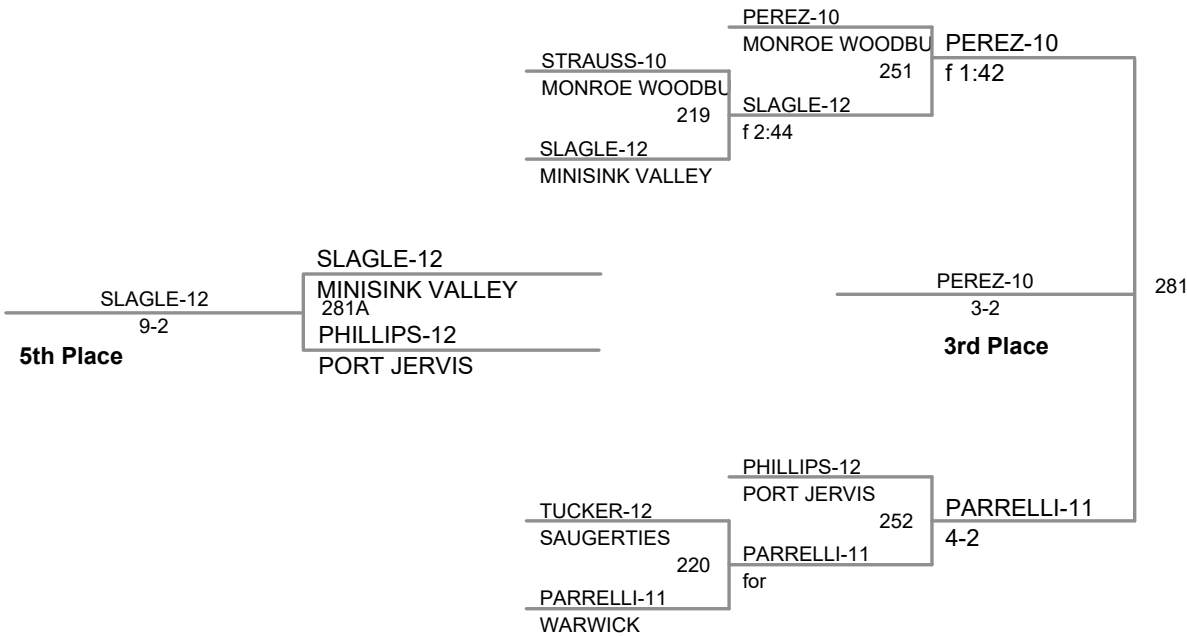 PEREZ-10
MONROE WOODBU
251
PEREZ-10
f 1:42
STRAUSS-10
MONROE WOODBU
219
SLAGLE-12
f 2:44
SLAGLE-12
MINISINK VALLEY
SLAGLE-12
MINISINK VALLEY
281A
PHILLIPS-12
PORT JERVIS
SLAGLE-12
9-2
5th Place
PEREZ-10
3-2
3rd Place
281
PHILLIPS-12
PORT JERVIS
252
PARRELLI-11
4-2
TUCKER-12
SAUGERTIES
220
PARRELLI-11
for
PARRELLI-11
WARWICK